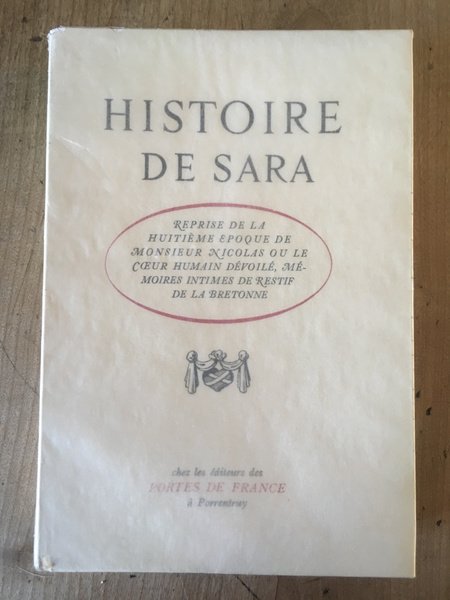 HISTOIRE
DE SARA
REPRISE DE LA
HUITIÈME EPOQUE DE
MONSIEUR NICOLAS OU LE
CŒUR HUMAIN DÉVOILÉ, MÉ-
MOIRES INTIMES DE RESTIF
DE LA BRETONNE
chez les éditeurs des
PORTES DE FRANCE
à Porrentruy